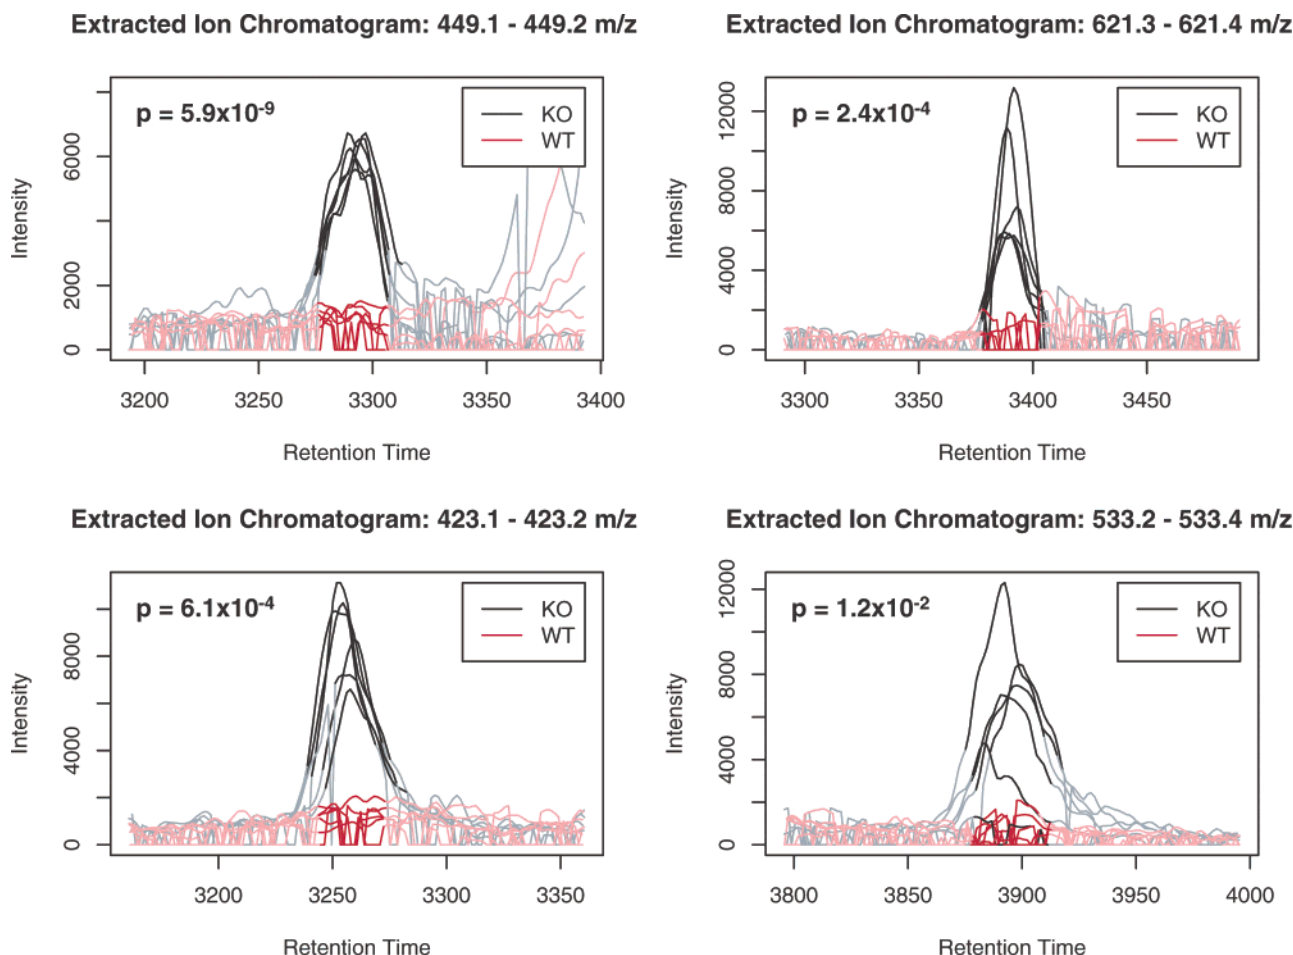 Extracted Ion Chromatogram: 449.1 - 449.2 m/z
p = 5.9x10-9
KO
WT
Intensity
0
2000
6000
3200
3250
3300
3350
3400
Retention Time
Extracted Ion Chromatogram: 621.3 - 621.4 m/z
p = 2.4x10-4
KO
WT
Intensity
0
4000
8000
12000
3300
3350
3400
3450
Retention Time
Extracted Ion Chromatogram: 423.1 - 423.2 m/z
p = 6.1x10-4
KO
WT
Intensity
0
4000
8000
3200
3250
3300
3350
Retention Time
Extracted Ion Chromatogram: 533.2 - 533.4 m/z
p = 1.2x10-2
KO
WT
Intensity
0
4000
8000
12000
3800
3850
3900
3950
4000
Retention Time